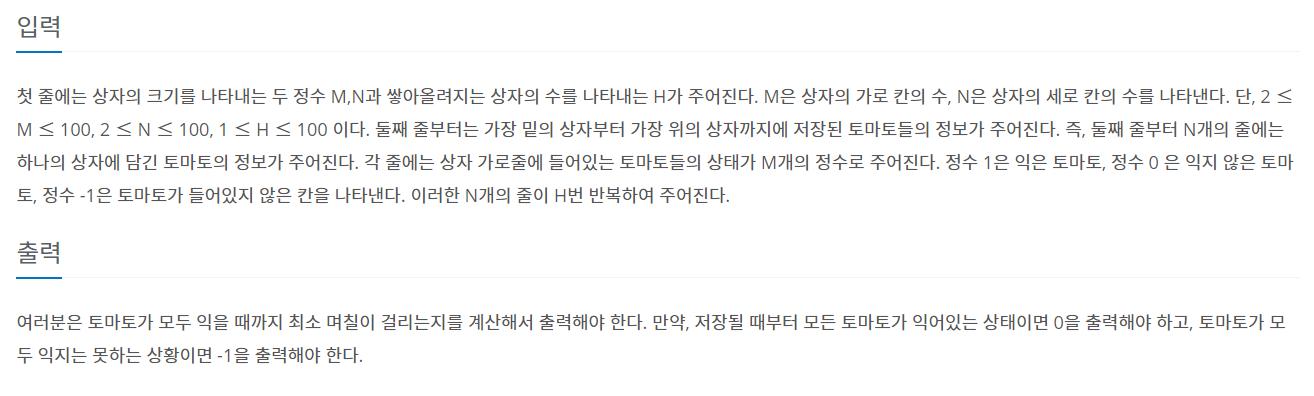 입력
첫 줄에는 상자의 크기를 나타내는 두 정수 M,N과 쌓아올려지는 상자의 수를 나타내는 H가 주어진다. M은 상자의 가로 칸의 수, N은 상자의 세로 칸의 수를 나타낸다. 단, 2 ≤
M ≤ 100, 2 ≤ N ≤ 100, 1 ≤ H ≤ 100 이다. 둘째 줄부터는 가장 밑의 상자부터 가장 위의 상자까지에 저장된 토마토들의 정보가 주어진다. 즉, 둘째 줄부터 N개의 줄에는
하나의 상자에 담긴 토마토의 정보가 주어진다. 각 줄에는 상자 가로줄에 들어있는 토마토들의 상태가 M개의 정수로 주어진다. 정수 1은 익은 토마토, 정수 0 은 익지 않은 토마
토, 정수 -1은 토마토가 들어있지 않은 칸을 나타낸다. 이러한 N개의 줄이 H번 반복하여 주어진다.
출력
여러분은 토마토가 모두 익을 때까지 최소 며칠이 걸리는지를 계산해서 출력해야 한다. 만약, 저장될 때부터 모든 토마토가 익어있는 상태이면 0을 출력해야 하고, 토마토가 모
두 익지는 못하는 상황이면 -1을 출력해야 한다.